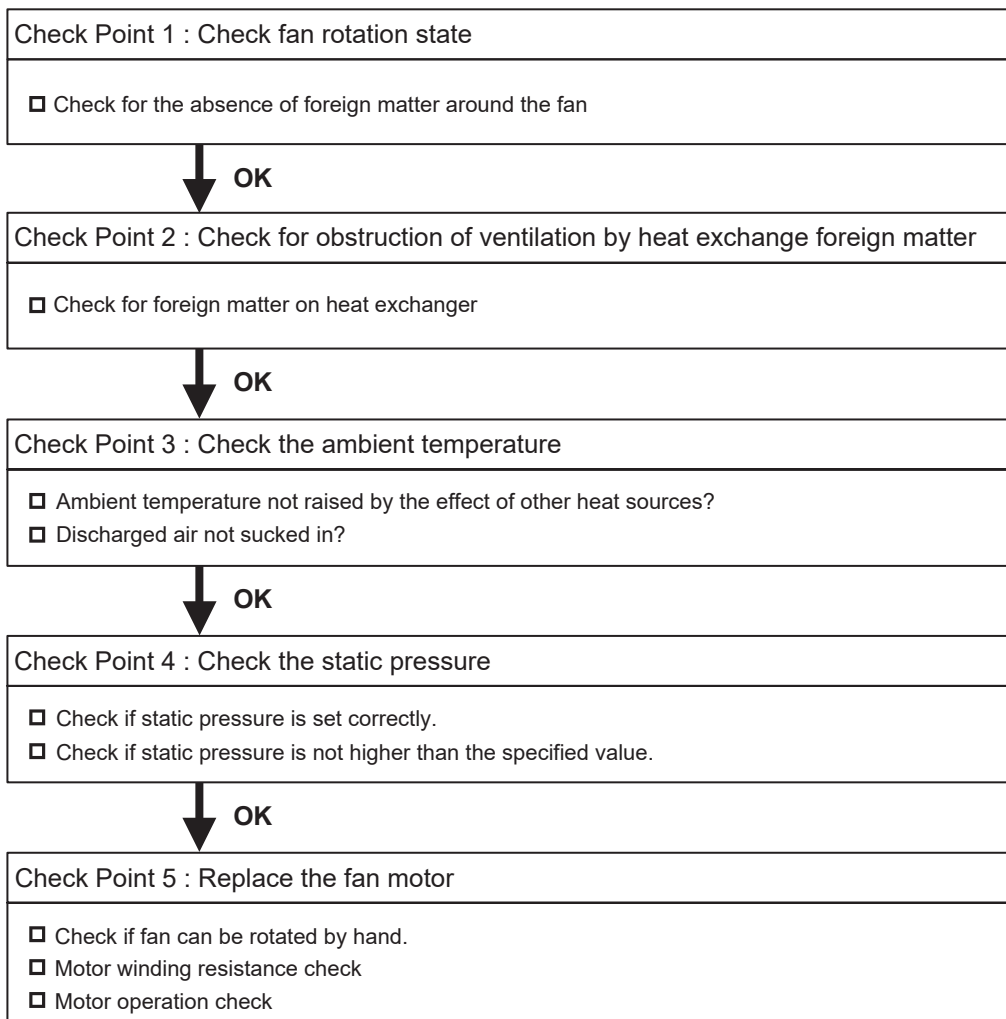 Check Point 1 : Check fan rotation state
Check for the absence of foreign matter around the fan
OK
Check Point 2 : Check for obstruction of ventilation by heat exchange foreign matter
Check for foreign matter on heat exchanger
OK
Check Point 3 : Check the ambient temperature
Ambient temperature not raised by the effect of other heat sources?
Discharged air not sucked in?
OK
Check Point 4 : Check the static pressure
Check if static pressure is set correctly.
Check if static pressure is not higher than the specified value.
OK
Check Point 5 : Replace the fan motor
Check if fan can be rotated by hand.
Motor winding resistance check
Motor operation check